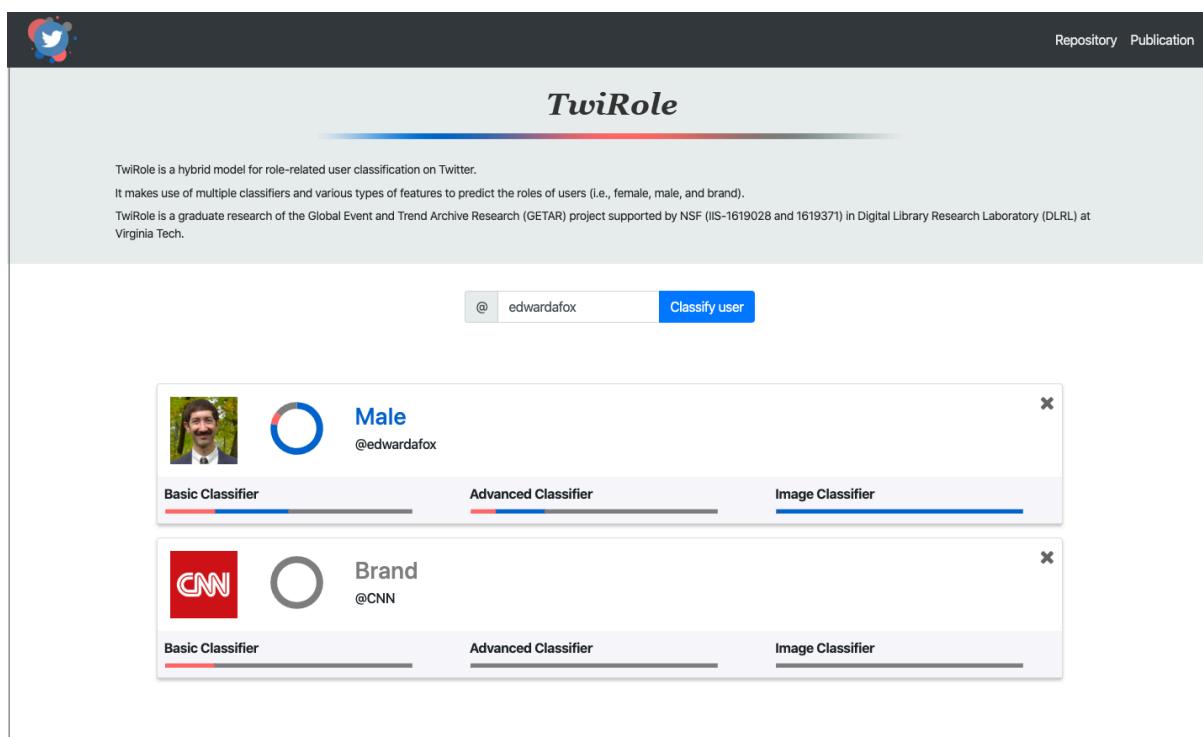 Repository Publication
TwiRole
TwiRole is a hybrid model for role-related user classification on Twitter.
It makes use of multiple classifiers and various types of features to predict the roles of users (i.e., female, male, and brand).
TwiRole is a graduate research of the Global Event and Trend Archive Research (GETAR) project supported by NSF (IIS-1619028 and 1619371) in Digital Library Research Laboratory (DLRL) at
Virginia Tech.
@ edwardafox Classify user
Male
@edwardafox
Basic Classifier Advanced Classifier Image Classifier
CNN
Brand
@CNN
Basic Classifier Advanced Classifier Image Classifier